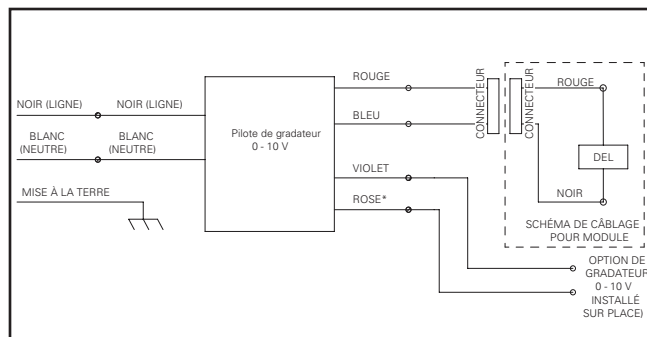 NOIR (LIGNE)
NOIR (LIGNE)
BLANC
(NEUTRE)
BLANC
(NEUTRE)
MISE À LA TERRE
Pilote de gradateur
0 - 10 V
ROUGE
BLEU
VIOLET
ROSE*
CONNECTEUR
CONNECTEUR
ROUGE
DEL
NOIR
SCHÉMA DE CÂBLAGE
POUR MODULE
OPTION DE
GRADATEUR
0 - 10 V
INSTALLÉ
SUR PLACE)